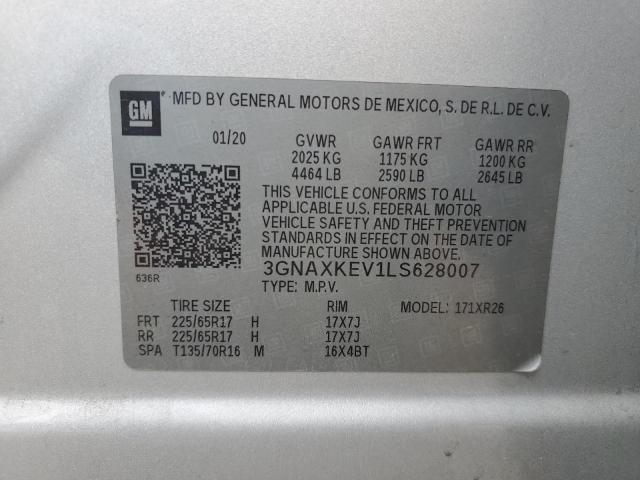 GM
MFD BY GENERAL MOTORS DE MEXICO, S. DE R.L. DE C.V.
01/20 GVWR GAWR FRT GAWR RR
2025 KG 1175 KG 1200 KG
4464 LB 2590 LB 2645 LB
THIS VEHICLE CONFORMS TO ALL
APPLICABLE U.S. FEDERAL MOTOR
VEHICLE SAFETY AND THEFT PREVENTION
STANDARDS IN EFFECT ON THE DATE OF
MANUFACTURE SHOWN ABOVE.
3GNAXKEV1LS628007
636R
TYPE: M.P.V.
TIRE SIZE RIM MODEL: 171XR26
FRT 225/65R17 H 17X7J
RR 225/65R17 H 17X7J
SPA T135/70R16 M 16X4BT